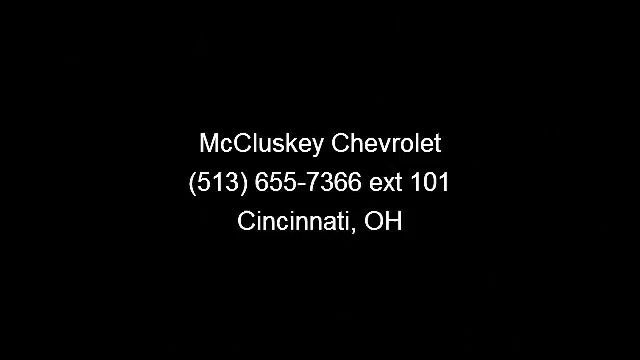 McCluskey Chevrolet
(513) 655-7366 ext 101
Cincinnati, OH